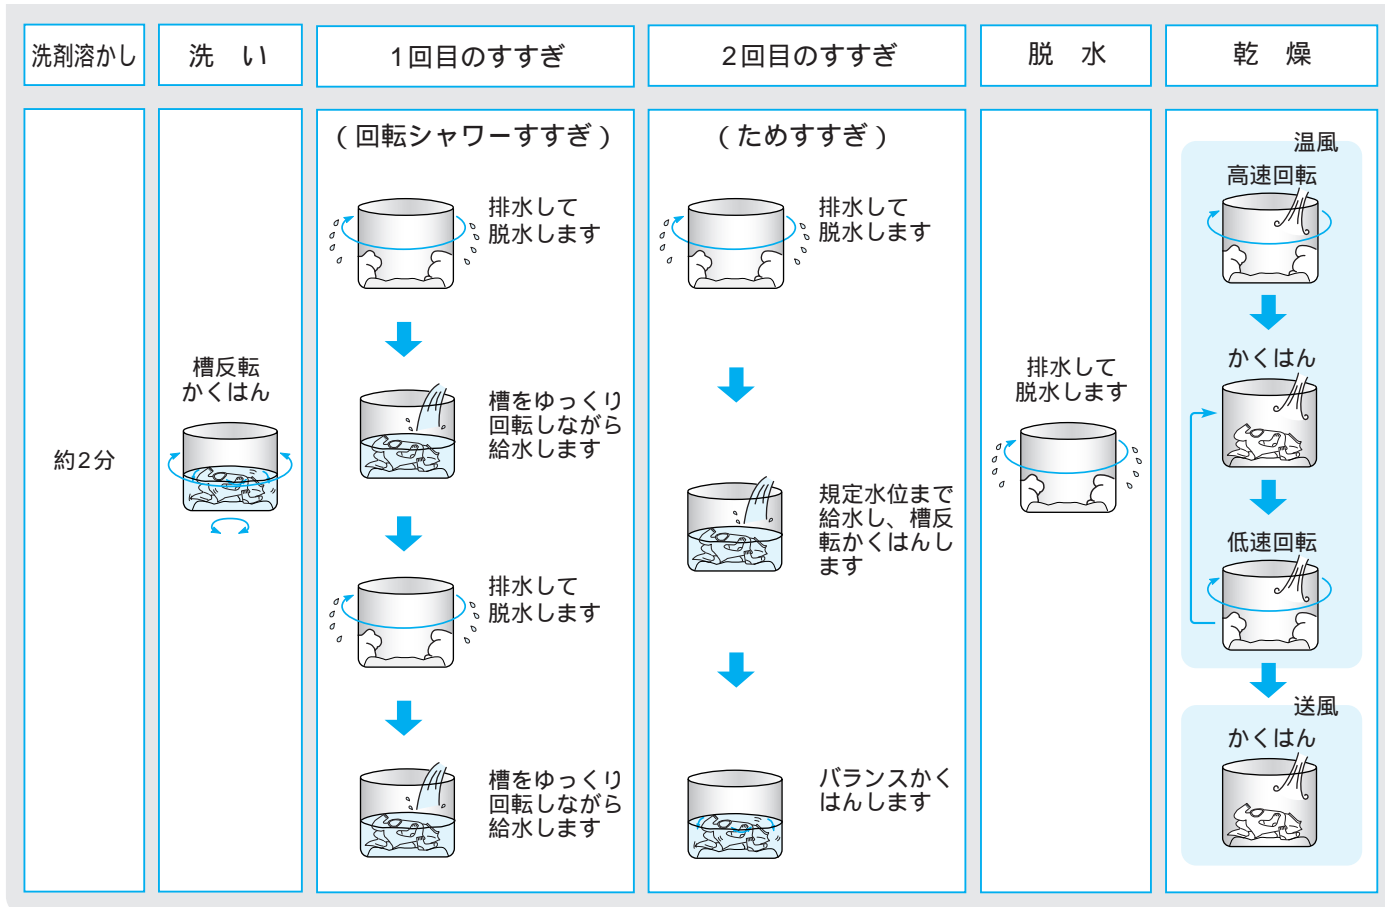 洗剤溶かし
洗い
1回目のすすぎ
2回目のすすぎ
脱水
乾燥
約2分
槽反転
かくはん
(回転シャワーすすぎ)
排水して
脱水します
槽をゆっくり
回転しながら
給水します
排水して
脱水します
槽をゆっくり
回転しながら
給水します
(ためすすぎ)
排水して
脱水します
規定水位まで
給水し、槽反
転かくはんし
ます
バランスかく
はんします
排水して
脱水します
温風
高速回転
かくはん
低速回転
送風
かくはん